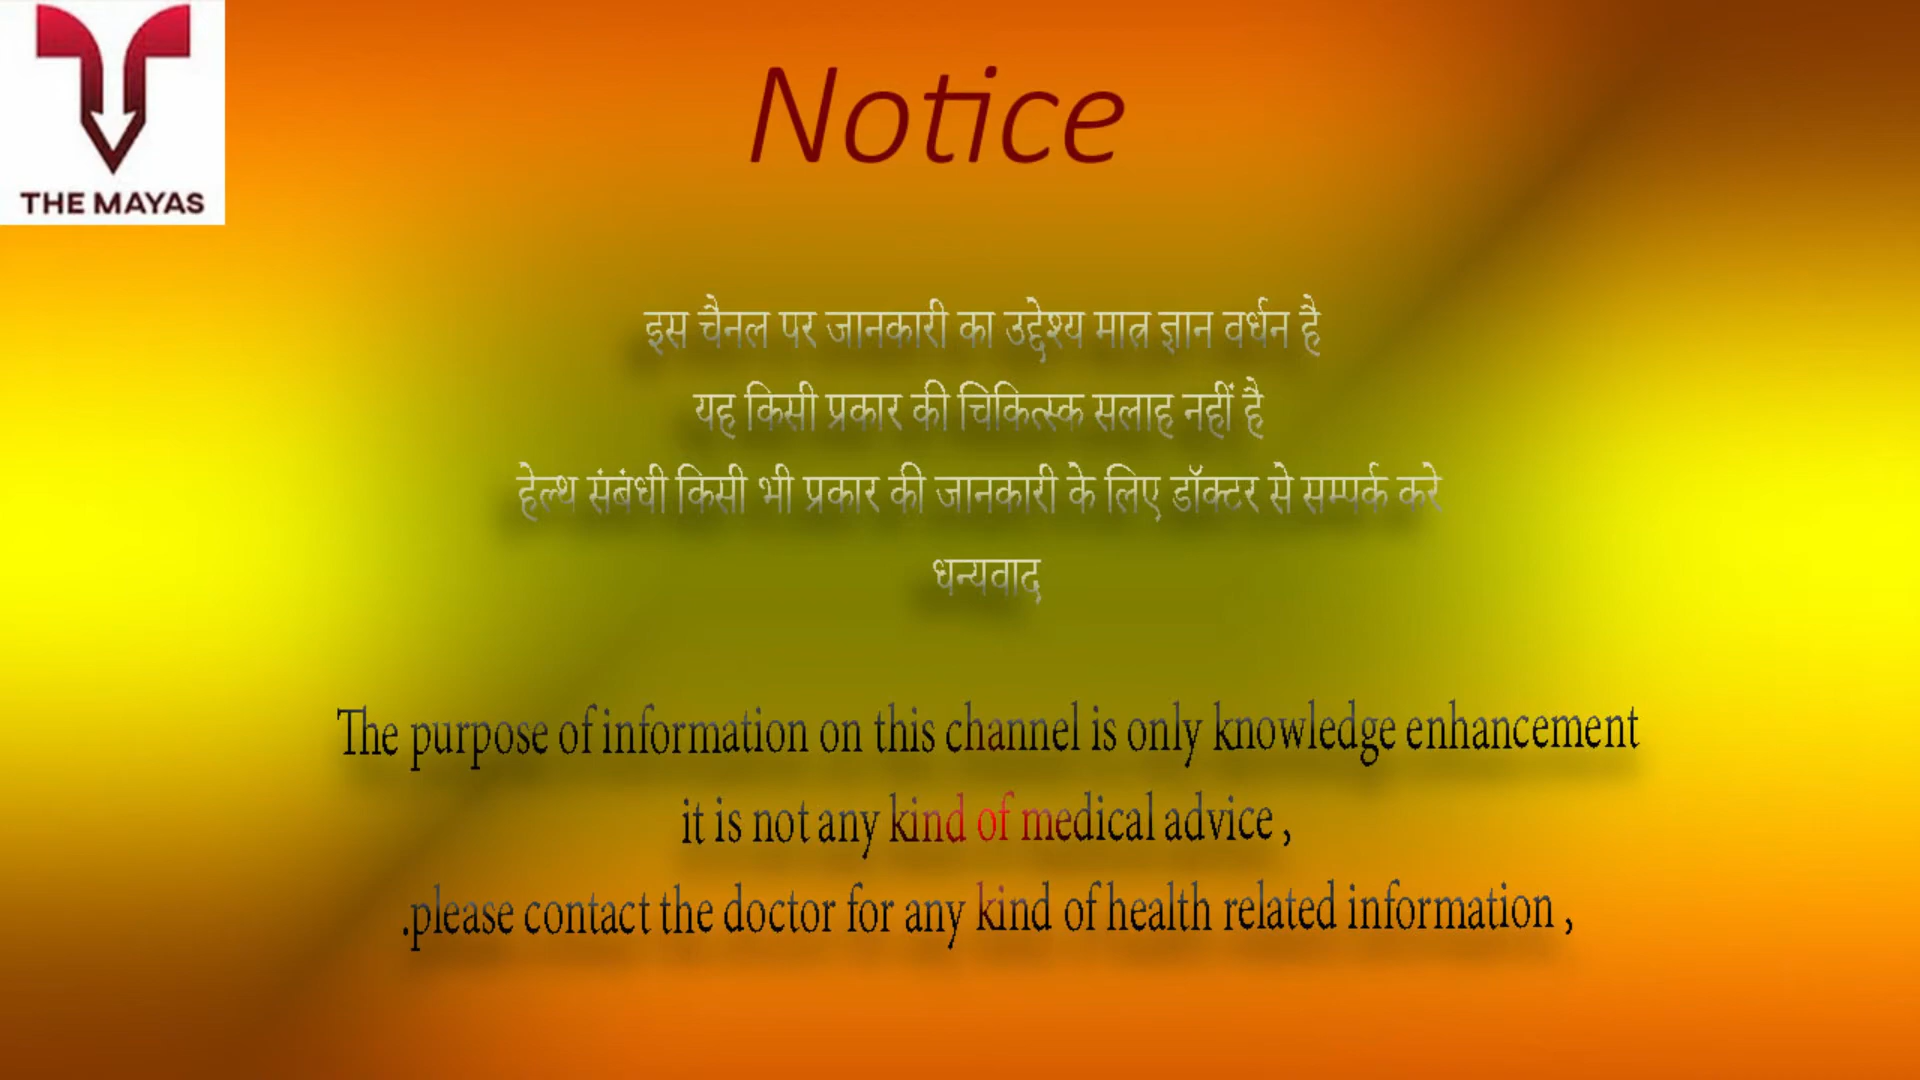 THE MAYAS
Notice
इस चैनल पर जानकारी का उद्देश्य मात्र ज्ञान वर्धन है
यह किसी प्रकार की चिकित्स्क सलाह नहीं है
हेल्थ संबंधी किसी भी प्रकार की जानकारी के लिए डॉक्टर से सम्पर्क करे
धन्यवाद
The purpose of information on this channel is only knowledge enhancement
it is not any kind of medical advice ,
.please contact the doctor for any kind of health related information ,